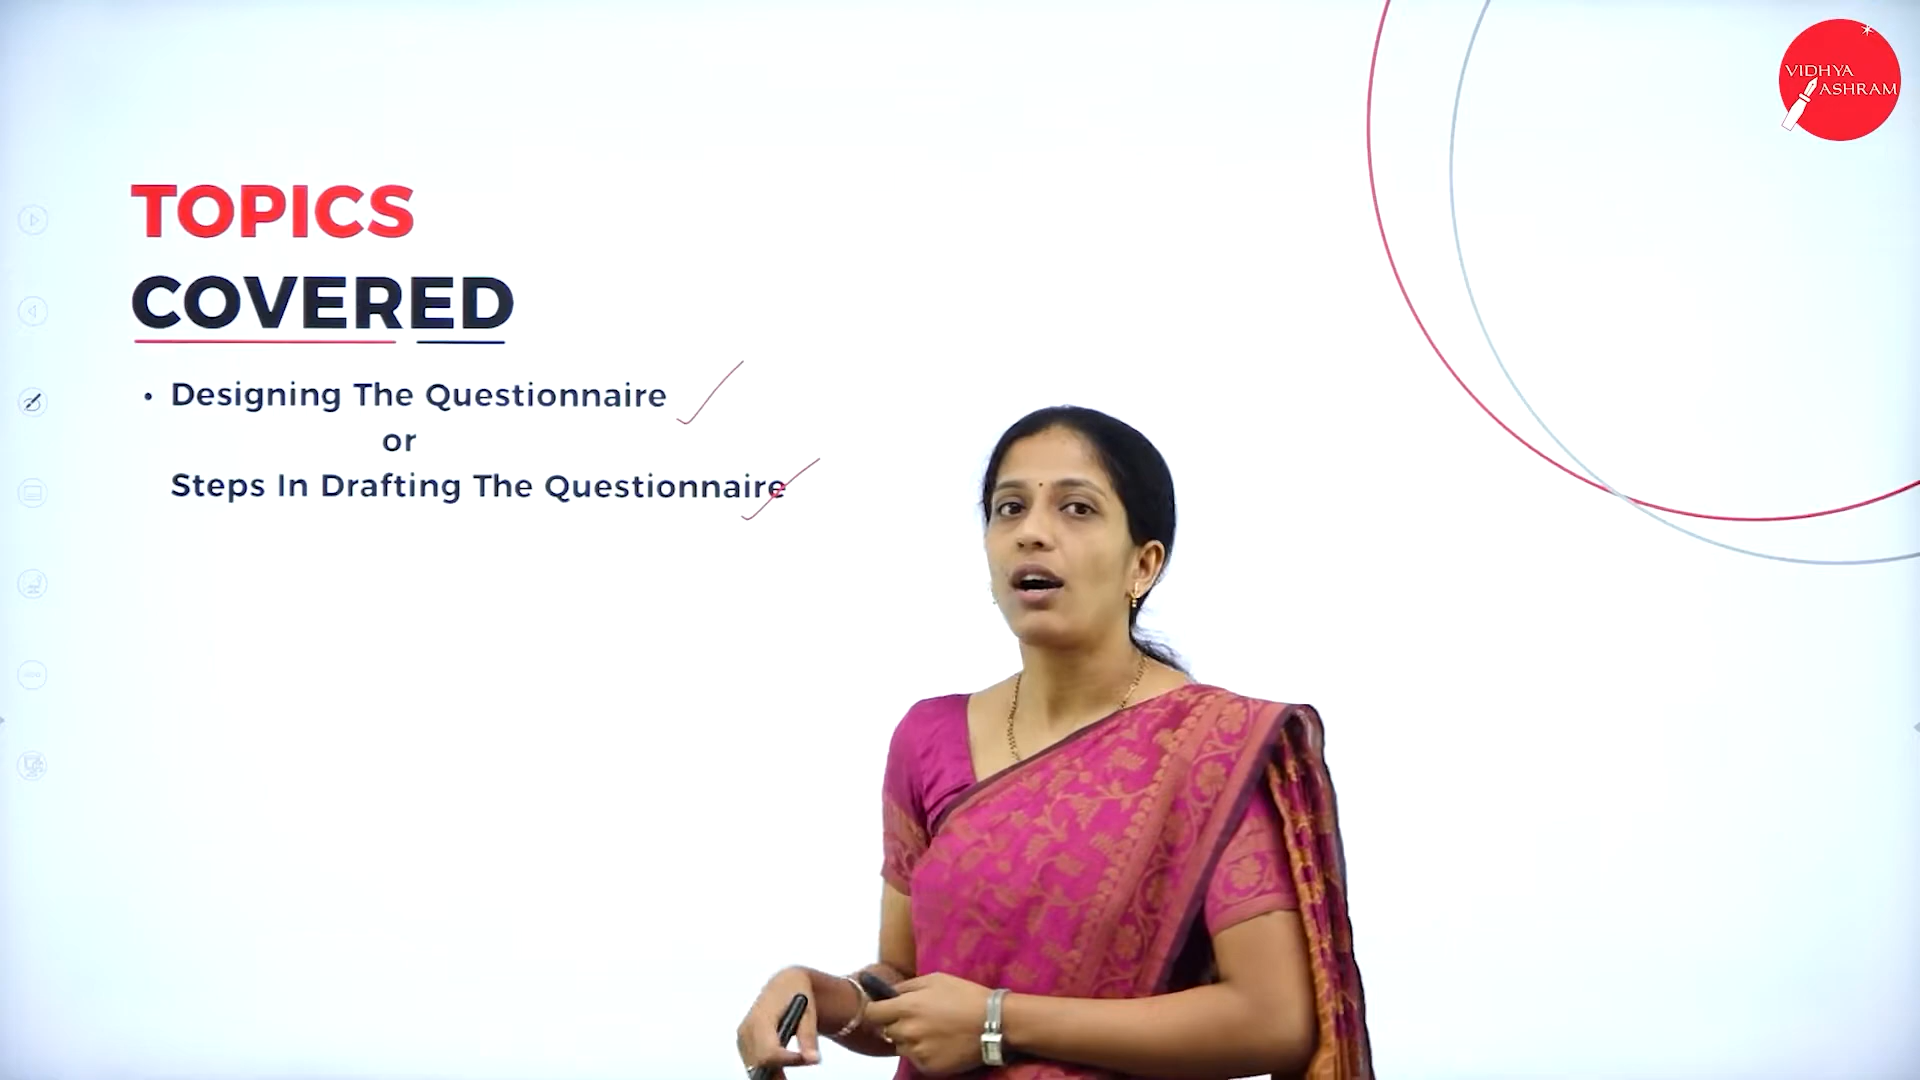 VIDHYA
ASHRAM
TOPICS
COVERED
• Designing The Questionnaire
or
Steps In Drafting The Questionnaire